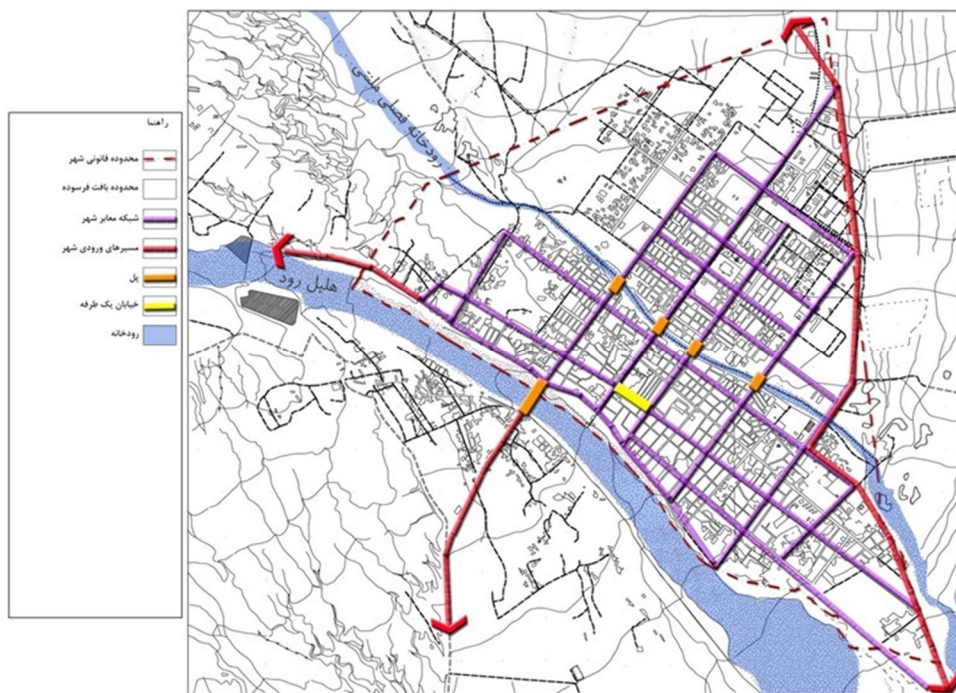 راهنما
محدوده قانونی شهر
محدوده بافت فرسوده
شبکه معابر شهر
مسیرهای ورودی شهر
پل
خیابان یک طرفه
رودخانه
رودخانه فصلی ملنتی
هلیل رود